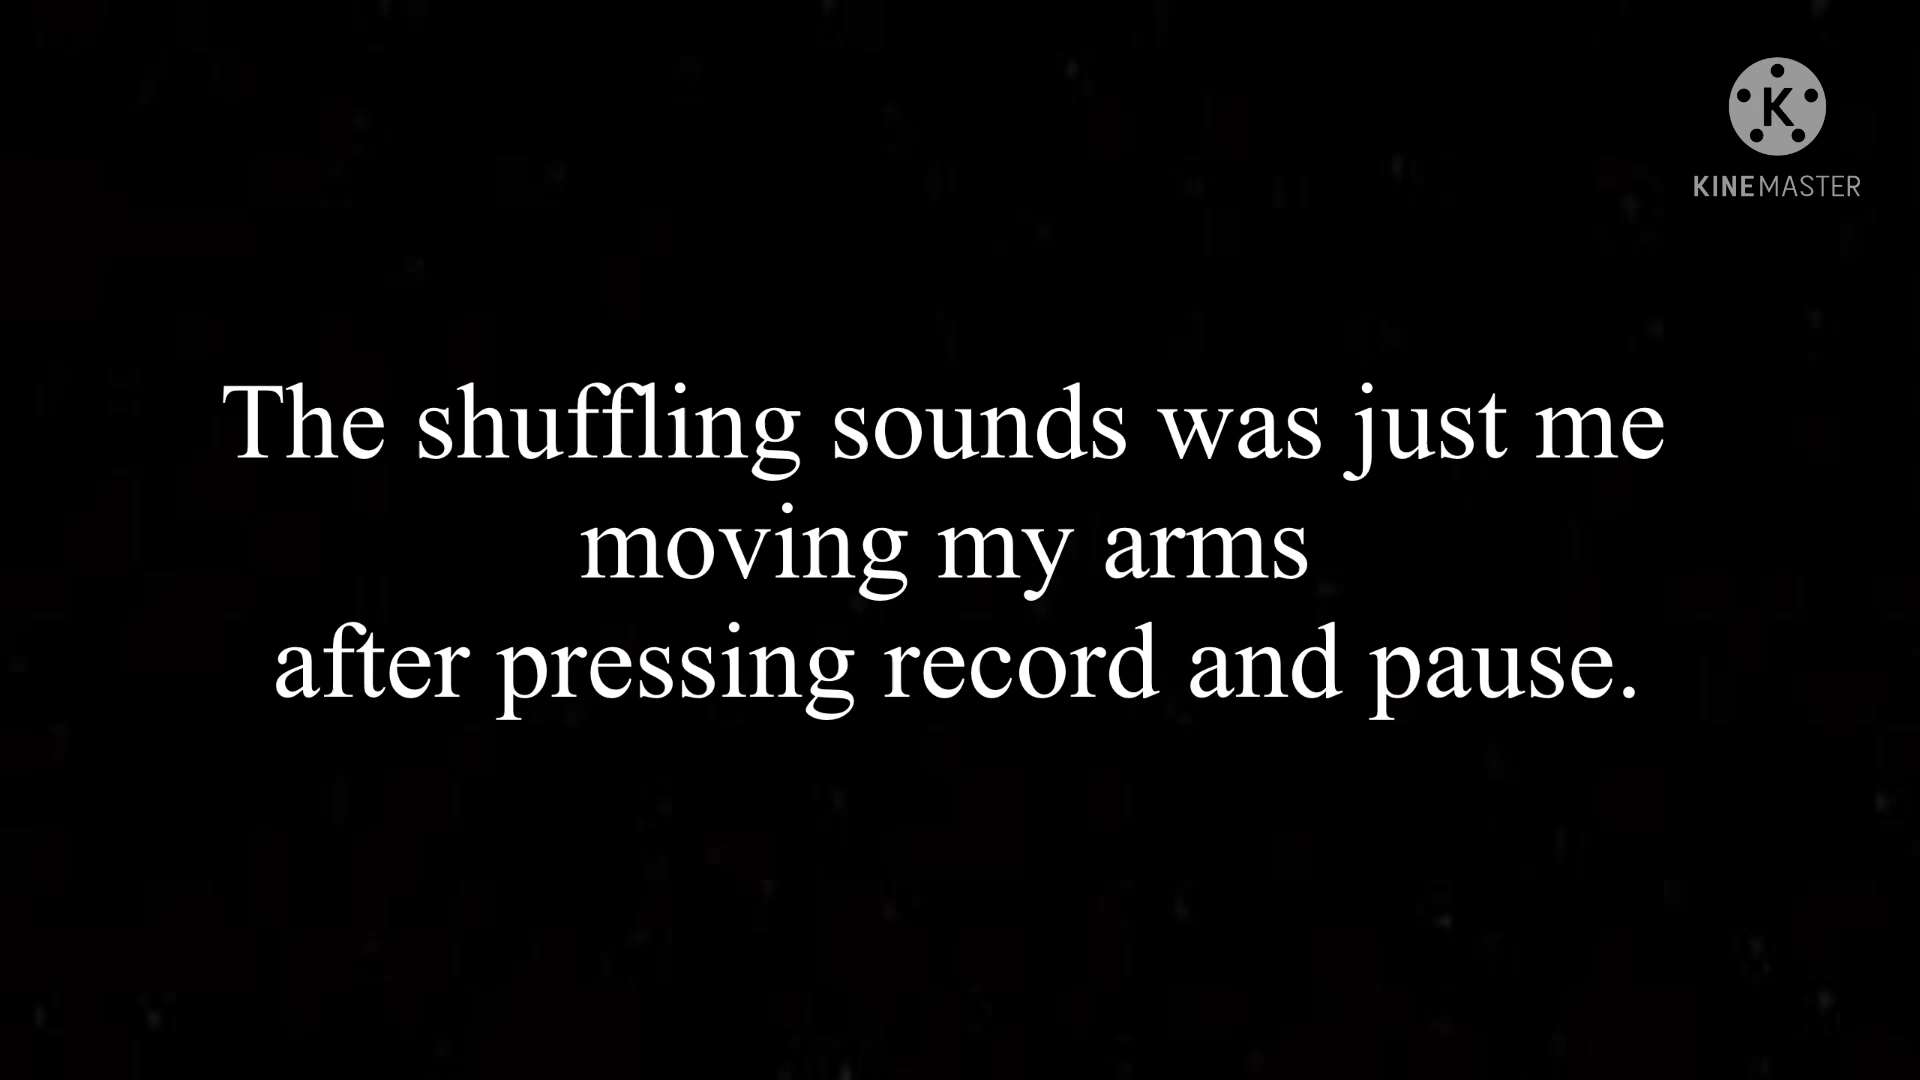 K
KINEMASTER
The shuffling sounds was just me
moving my arms
after pressing record and pause.